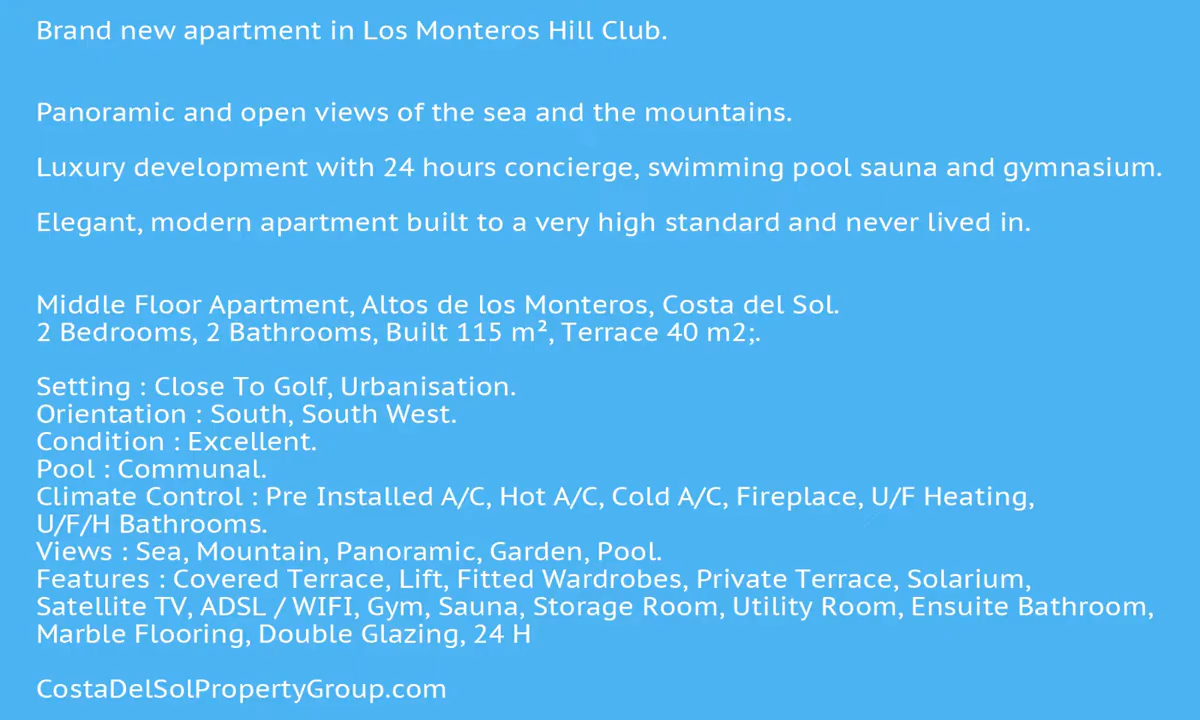 Brand new apartment in Los Monteros Hill Club.
Panoramic and open views of the sea and the mountains.
Luxury development with 24 hours concierge, swimming pool sauna and gymnasium.
Elegant, modern apartment built to a very high standard and never lived in.
Middle Floor Apartment, Altos de los Monteros, Costa del Sol.
2 Bedrooms, 2 Bathrooms, Built 115 m², Terrace 40 m2;.
Setting : Close To Golf, Urbanisation.
Orientation : South, South West.
Condition : Excellent.
Pool : Communal.
Climate Control : Pre Installed A/C, Hot A/C, Cold A/C, Fireplace, U/F Heating,
U/F/H Bathrooms.
Views : Sea, Mountain, Panoramic, Garden, Pool.
Features : Covered Terrace, Lift, Fitted Wardrobes, Private Terrace, Solarium,
Satellite TV, ADSL / WIFI, Gym, Sauna, Storage Room, Utility Room, Ensuite Bathroom,
Marble Flooring, Double Glazing, 24 H
CostaDelSolPropertyGroup.com